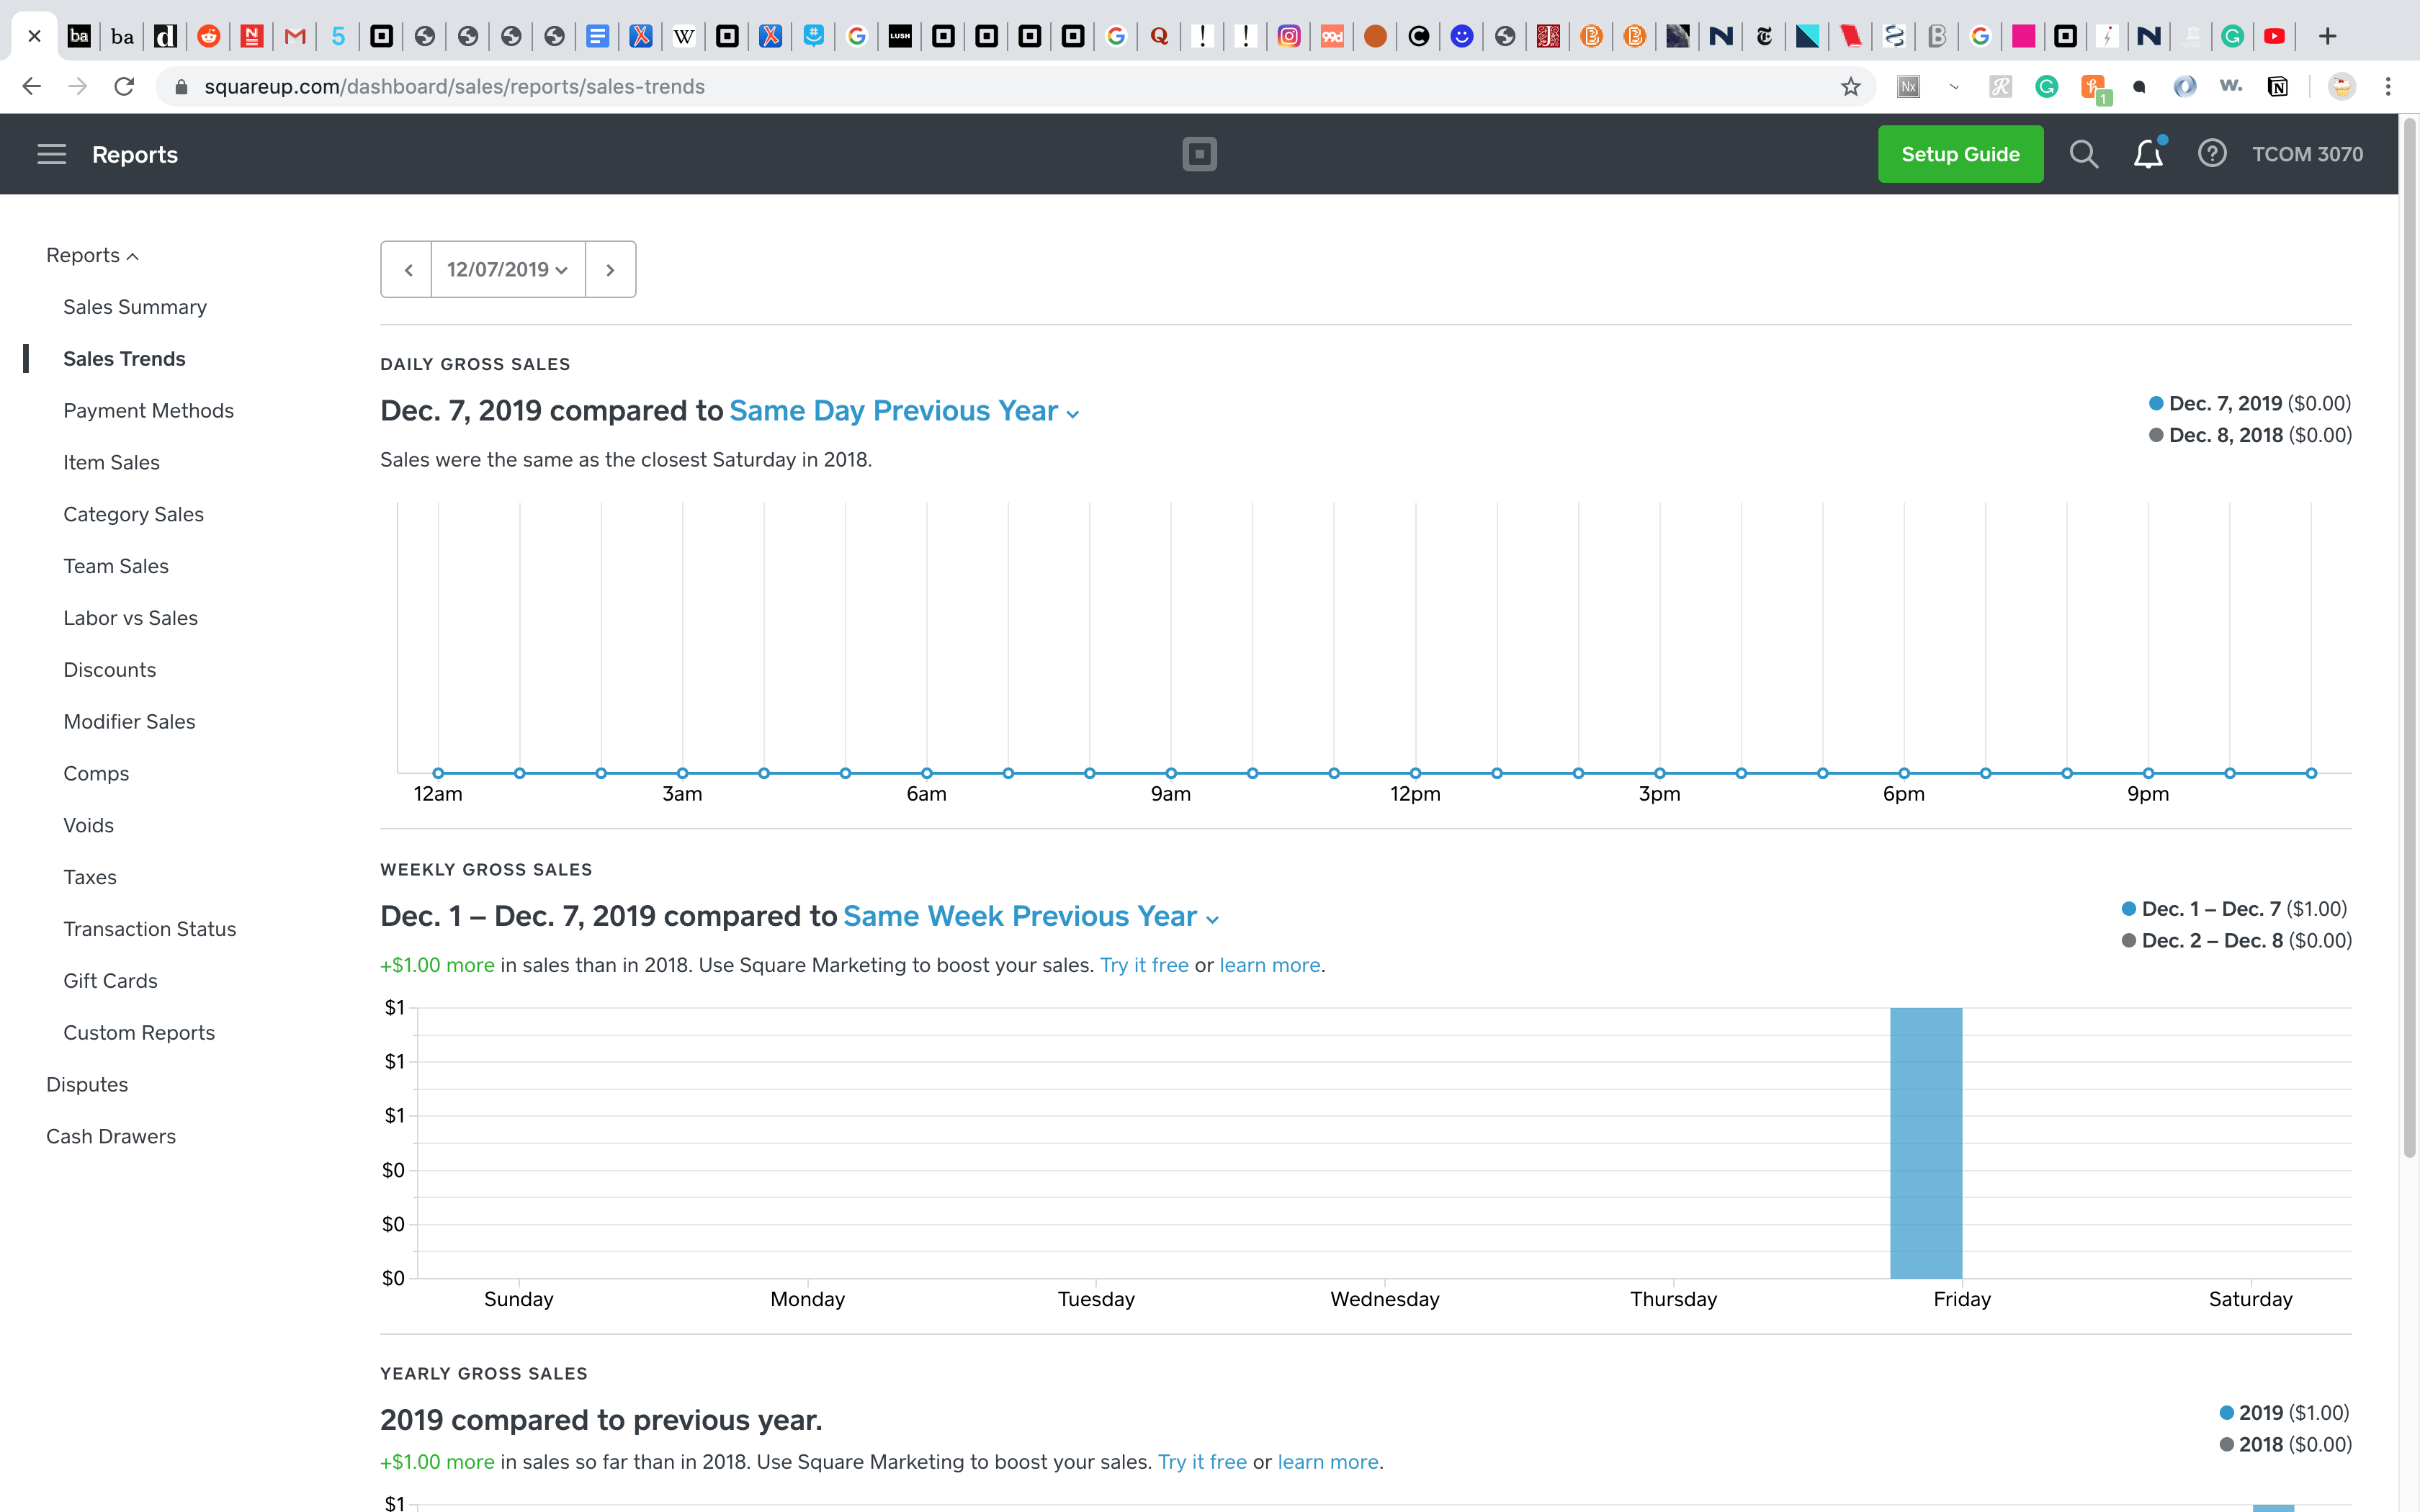 ba ba d 5 W LUSH Q ! ! 99d C N B N
squareup.com/dashboard/sales/reports/sales-trends
Nx 1 w.
Reports
Setup Guide
TCOM 3070
Reports
Sales Summary
Sales Trends
Payment Methods
Item Sales
Category Sales
Team Sales
Labor vs Sales
Discounts
Modifier Sales
Comps
Voids
Taxes
Transaction Status
Gift Cards
Custom Reports
Disputes
Cash Drawers
12/07/2019
DAILY GROSS SALES
Dec. 7, 2019 compared to Same Day Previous Year
Sales were the same as the closest Saturday in 2018.
Dec. 7, 2019 ($0.00)
Dec. 8, 2018 ($0.00)
12am 3am 6am 9am 12pm 3pm 6pm 9pm
WEEKLY GROSS SALES
Dec. 1 – Dec. 7, 2019 compared to Same Week Previous Year
+$1.00 more in sales than in 2018. Use Square Marketing to boost your sales. Try it free or learn more.
Dec. 1 – Dec. 7 ($1.00)
Dec. 2 – Dec. 8 ($0.00)
$1
$1
$1
$0
$0
$0
Sunday Monday Tuesday Wednesday Thursday Friday Saturday
YEARLY GROSS SALES
2019 compared to previous year.
+$1.00 more in sales so far than in 2018. Use Square Marketing to boost your sales. Try it free or learn more.
2019 ($1.00)
2018 ($0.00)
$1